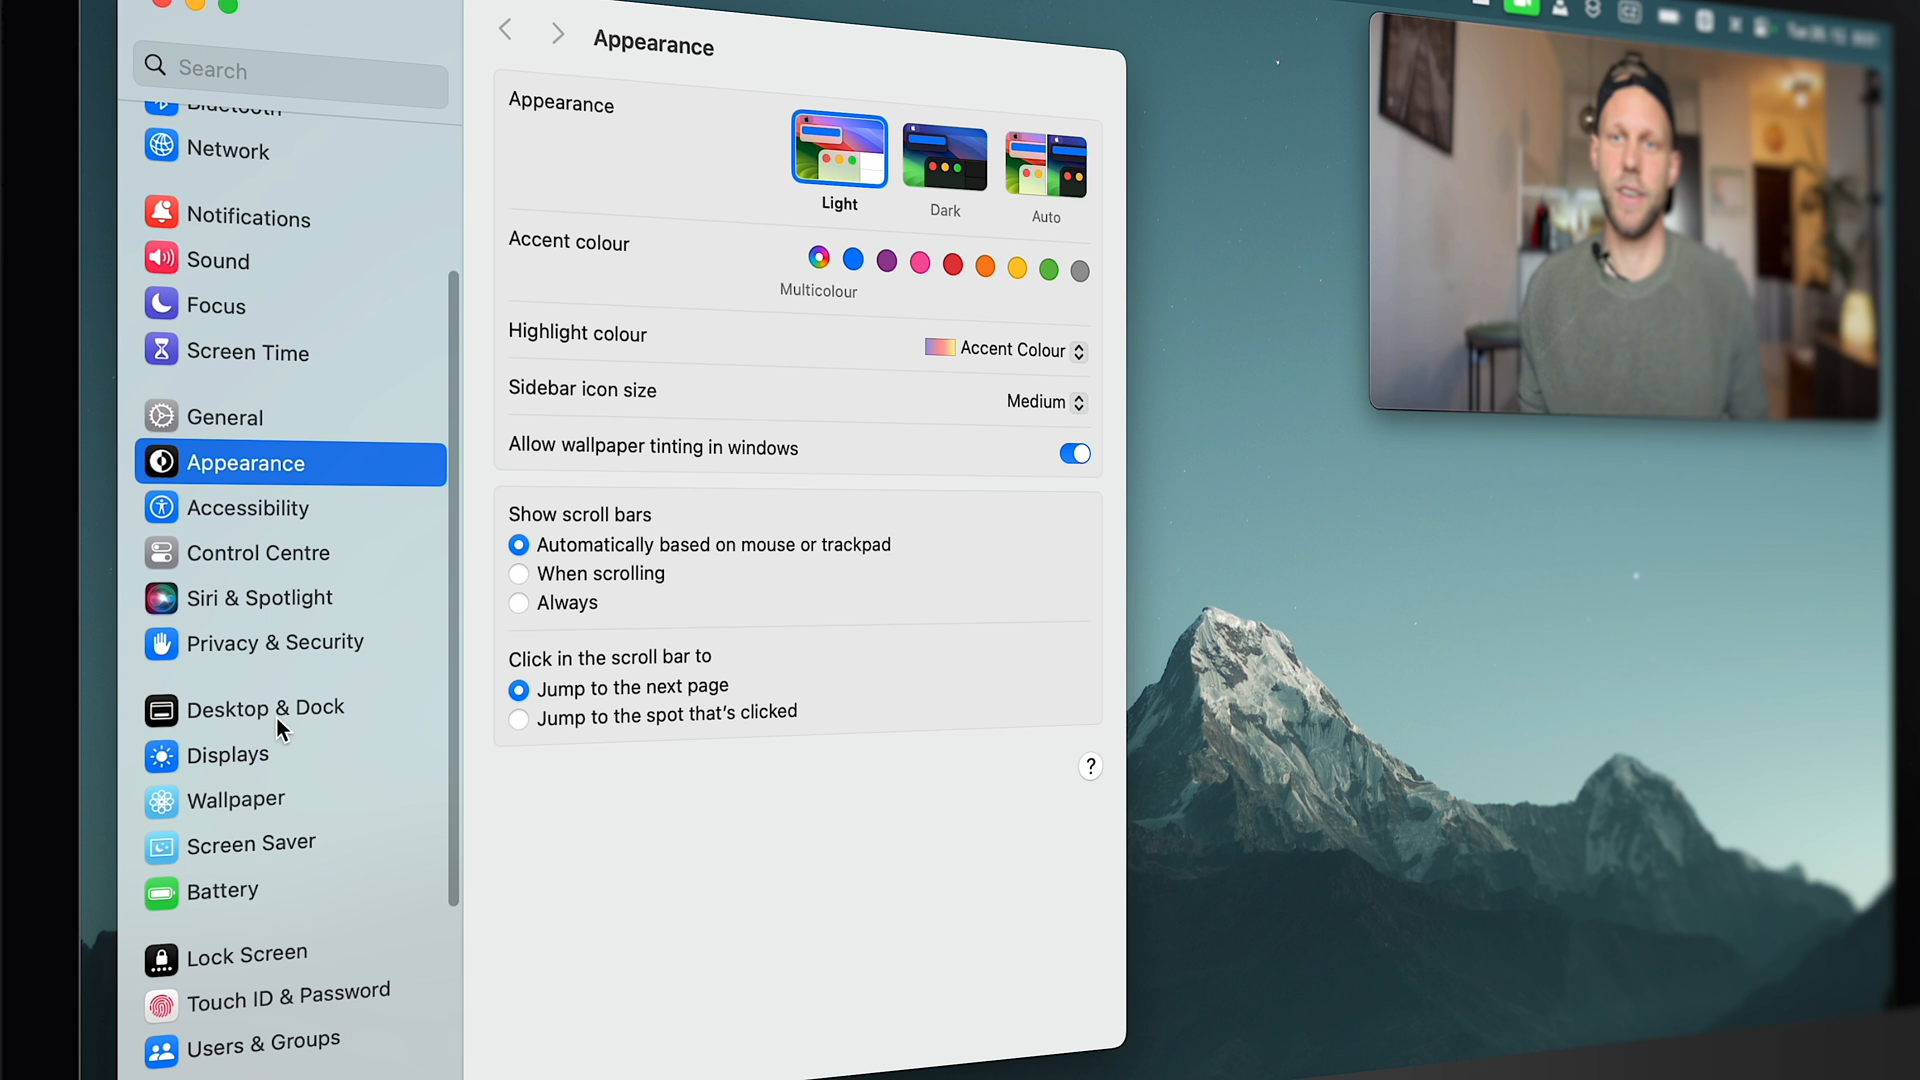 Search
Bluetooth
Network
Notifications
Sound
Focus
Screen Time
General
Appearance
Accessibility
Control Centre
Siri & Spotlight
Privacy & Security
Desktop & Dock
Displays
Wallpaper
Screen Saver
Battery
Lock Screen
Touch ID & Password
Users & Groups
Appearance
Appearance
Light
Dark
Auto
Accent colour
Multicolour
Highlight colour
Accent Colour
Sidebar icon size
Medium
Allow wallpaper tinting in windows
Show scroll bars
Automatically based on mouse or trackpad
When scrolling
Always
Click in the scroll bar to
Jump to the next page
Jump to the spot that's clicked
?